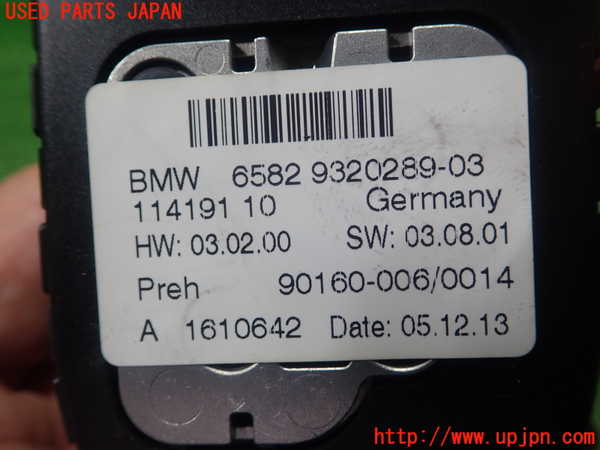 USED PARTS JAPAN
BMW 6582 9320289-03
114191 10 Germany
HW: 03.02.00 SW: 03.08.01
Preh 90160-006/0014
A 1610642 Date: 05.12.13
http://www.upjpn.com/